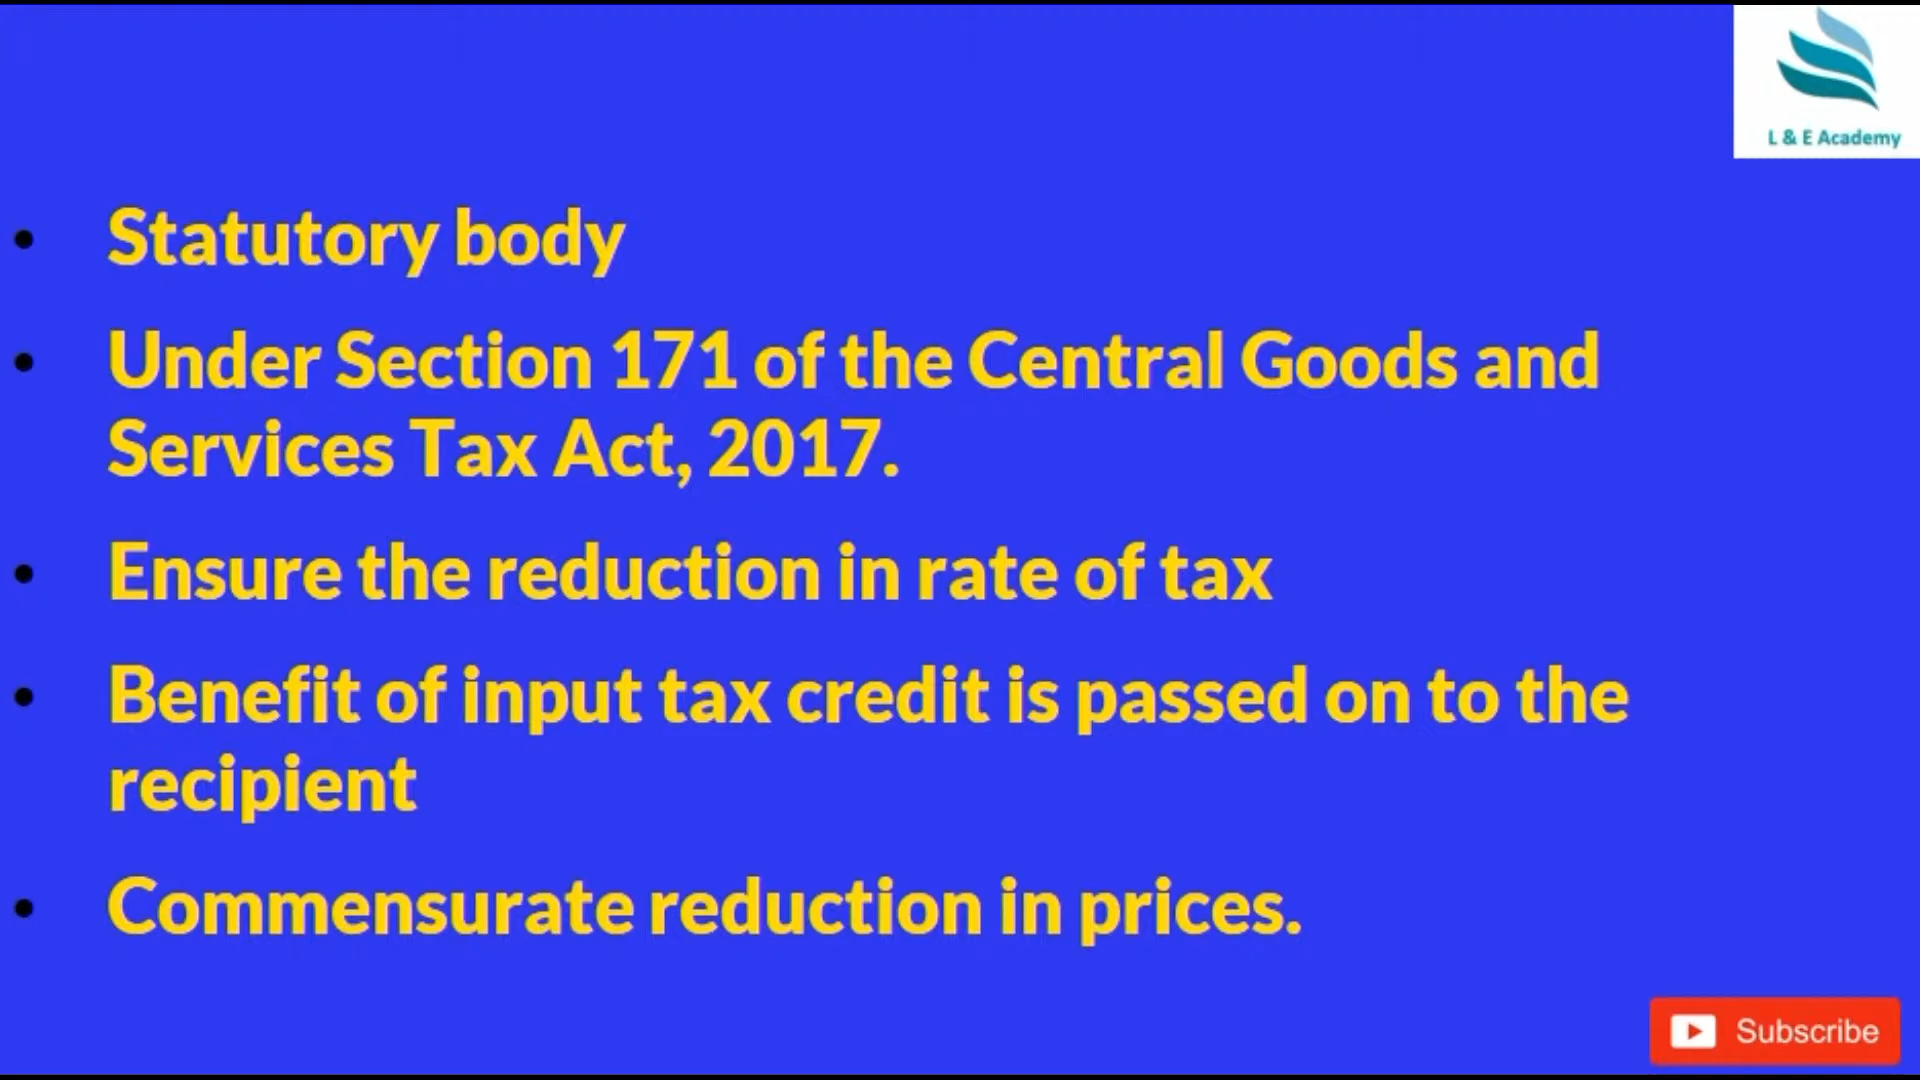 L & E Academy
• Statutory body
• Under Section 171 of the Central Goods and
Services Tax Act, 2017.
• Ensure the reduction in rate of tax
• Benefit of input tax credit is passed on to the
recipient
• Commensurate reduction in prices.
Subscribe